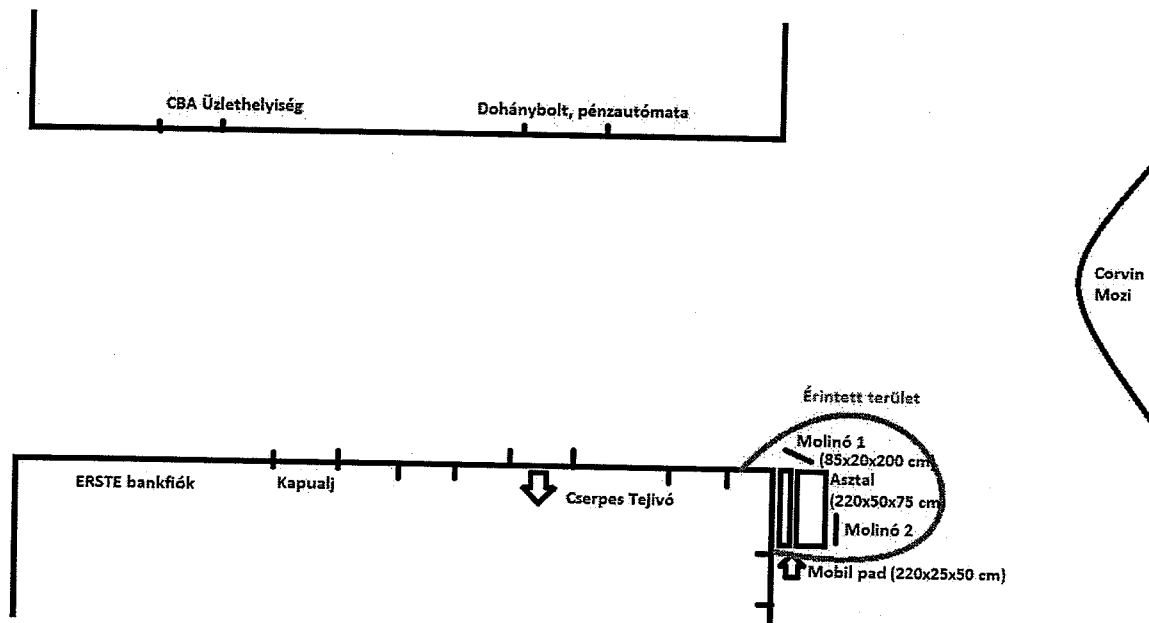 CBA Üzlethelyiség
Dohánybolt, pénzautómata
Corvin
Mozi
Érintett terület
Molinó 1
(85x20x200 cm
Asztal
(220x50x75 cm
Molinó 2
ERSTE bankfiók
Kapualj
Cserpes Tejivó
Mobil pad (220x25x50 cm)